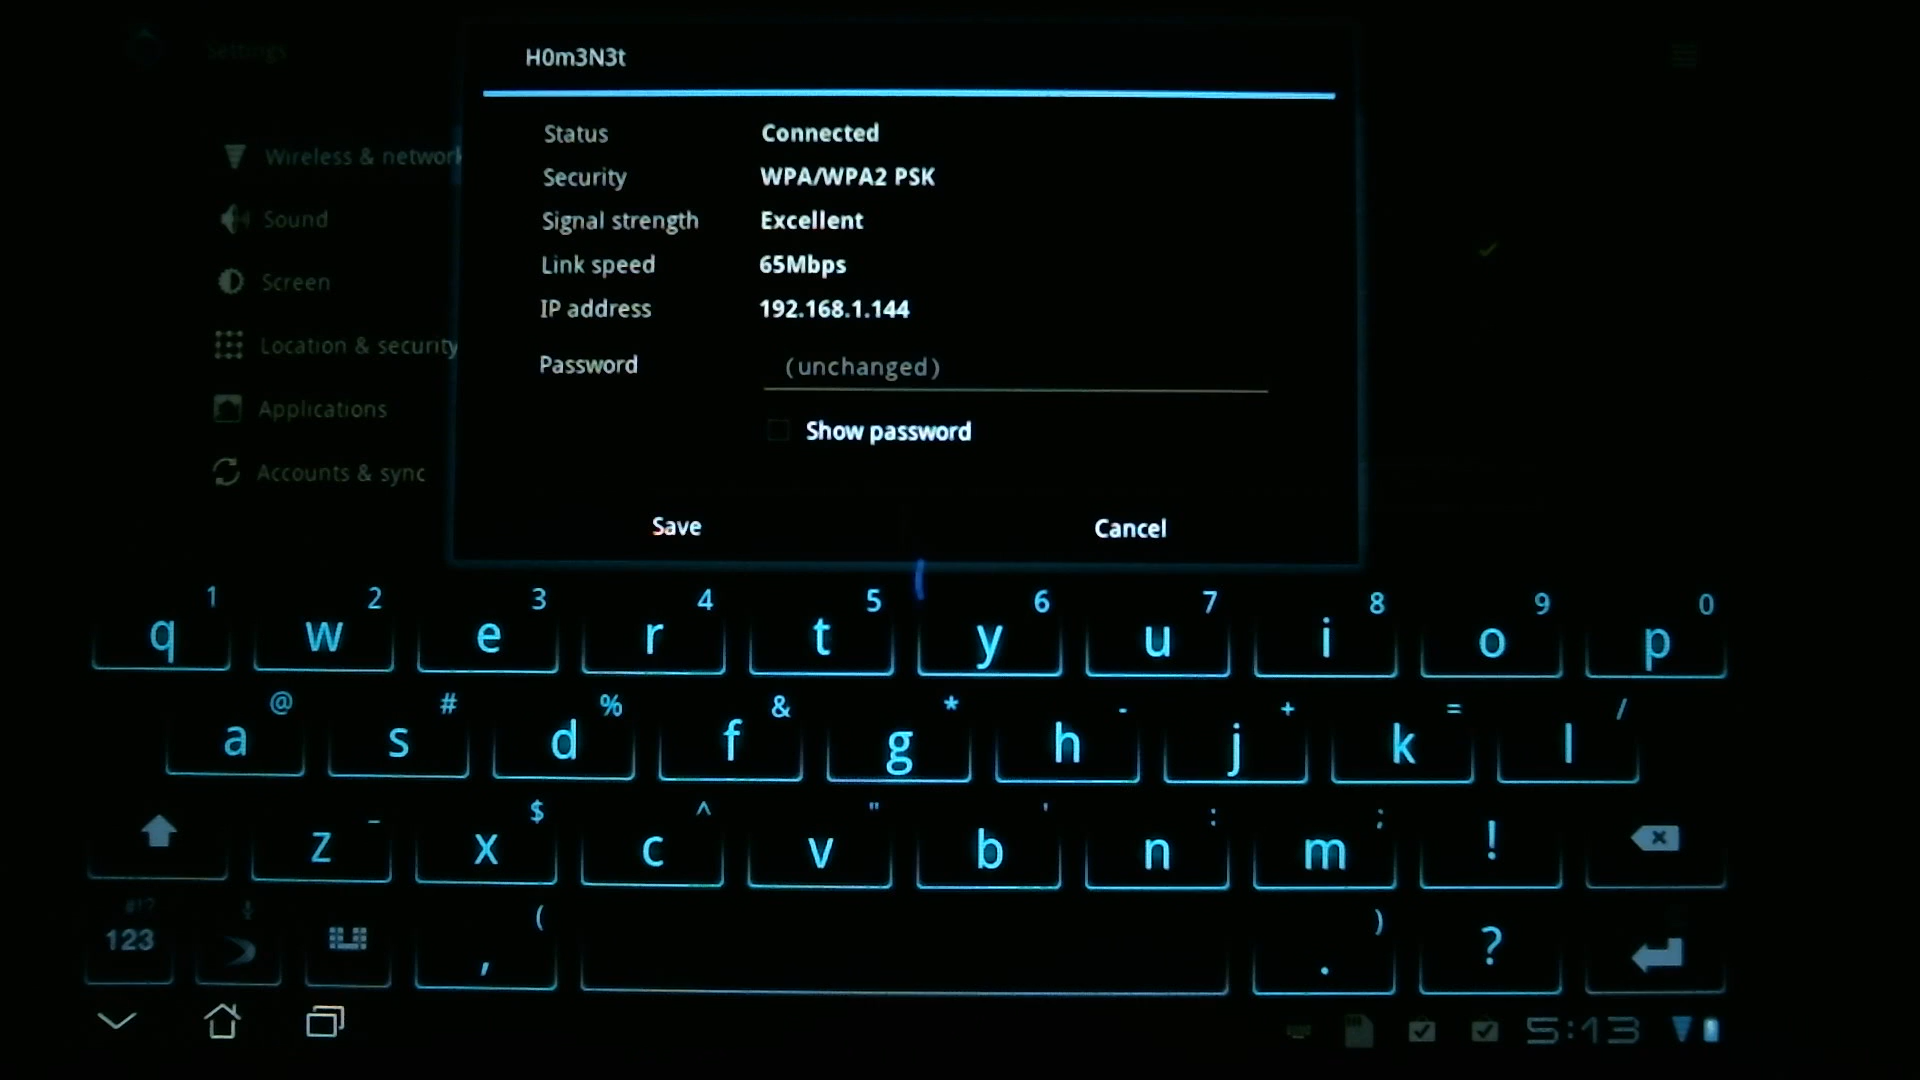 Settings
H0m3N3t
Status Connected
Wireless & network
Security WPA/WPA2 PSK
Sound
Signal strength Excellent
Screen
Link speed 65Mbps
IP address 192.168.1.144
Location & security
Password (unchanged)
Applications
Show password
Accounts & sync
Save Cancel
1 2 3 4 5 6 7 8 9 0
q w e r t y u i o p
@ # % & * - + = /
a s d f g h j k l
_ $ ^ " ' : ;
z x c v b n m !
#!?
123
( )
, . ?
5:13